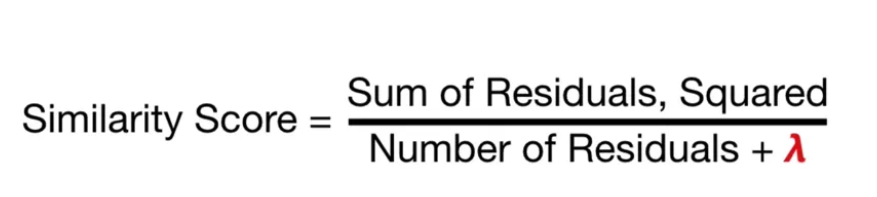 Similarity Score =
Sum of Residuals, Squared
Number of Residuals + λ